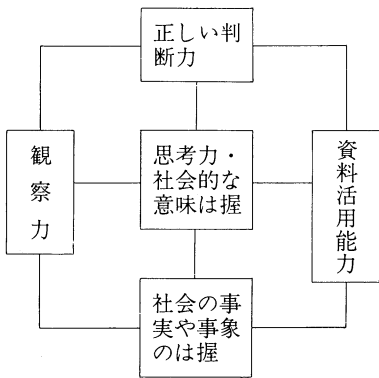 正しい判
断力
観察力
思考力・
社会的な
意味は握
資料活用能力
社会の事
実や事象
のは握